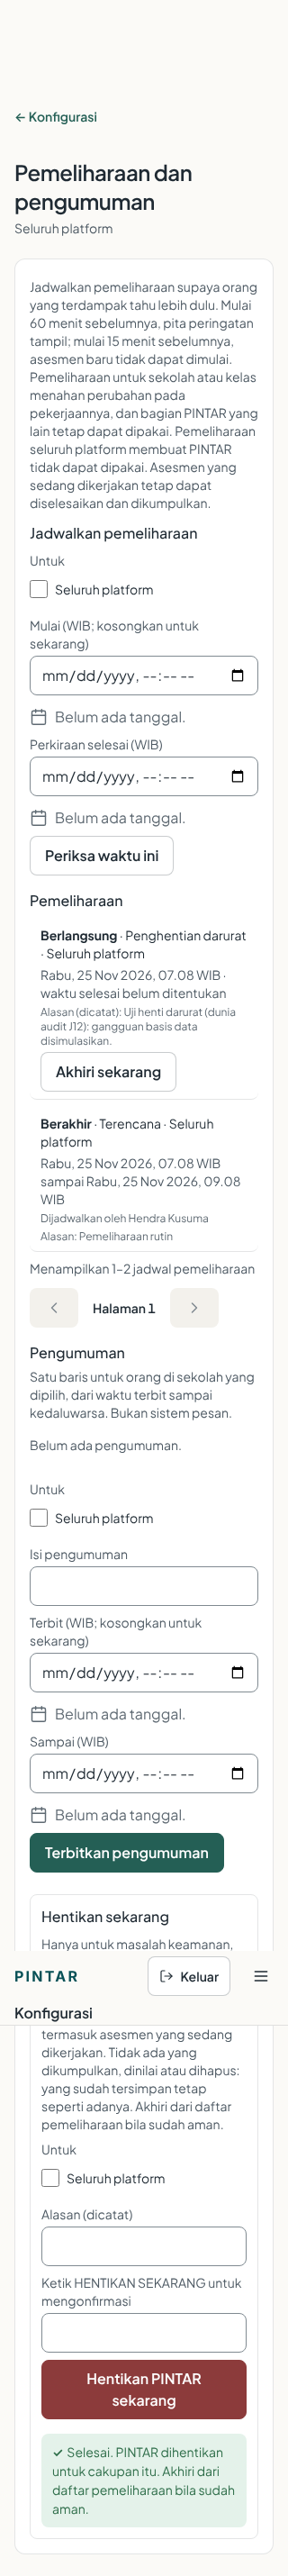 ← Konfigurasi
Pemeliharaan dan
pengumuman
Seluruh platform
Jadwalkan pemeliharaan supaya orang
yang terdampak tahu lebih dulu. Mulai
60 menit sebelumnya, pita peringatan
tampil; mulai 15 menit sebelumnya,
asesmen baru tidak dapat dimulai.
Pemeliharaan untuk sekolah atau kelas
menahan perubahan pada
pekerjaannya, dan bagian PINTAR yang
lain tetap dapat dipakai. Pemeliharaan
seluruh platform membuat PINTAR
tidak dapat dipakai. Asesmen yang
sedang dikerjakan tetap dapat
diselesaikan dan dikumpulkan.
Jadwalkan pemeliharaan
Untuk
Seluruh platform
Mulai (WIB; kosongkan untuk
sekarang)
mm/dd/yyyy, --:-- --
Belum ada tanggal.
Perkiraan selesai (WIB)
mm/dd/yyyy, --:-- --
Belum ada tanggal.
Periksa waktu ini
Pemeliharaan
Berlangsung · Penghentian darurat
· Seluruh platform
Rabu, 25 Nov 2026, 07.08 WIB ·
waktu selesai belum ditentukan
Alasan (dicatat): Uji henti darurat (dunia
audit J12): gangguan basis data
disimulasikan.
Akhiri sekarang
Berakhir · Terencana · Seluruh
platform
Rabu, 25 Nov 2026, 07.08 WIB
sampai Rabu, 25 Nov 2026, 09.08
WIB
Dijadwalkan oleh Hendra Kusuma
Alasan: Pemeliharaan rutin
Menampilkan 1–2 jadwal pemeliharaan
Halaman 1
Pengumuman
Satu baris untuk orang di sekolah yang
dipilih, dari waktu terbit sampai
kedaluwarsa. Bukan sistem pesan.
Belum ada pengumuman.
Untuk
Seluruh platform
Isi pengumuman
Terbit (WIB; kosongkan untuk
sekarang)
mm/dd/yyyy, --:-- --
Belum ada tanggal.
Sampai (WIB)
mm/dd/yyyy, --:-- --
Belum ada tanggal.
Terbitkan pengumuman
Hentikan sekarang
Hanya untuk masalah keamanan,
PINTAR
Keluar
Konfigurasi
termasuk asesmen yang sedang
dikerjakan. Tidak ada yang
dikumpulkan, dinilai atau dihapus:
yang sudah tersimpan tetap
seperti adanya. Akhiri dari daftar
pemeliharaan bila sudah aman.
Untuk
Seluruh platform
Alasan (dicatat)
Ketik HENTIKAN SEKARANG untuk
mengonfirmasi
Hentikan PINTAR
sekarang
✓ Selesai. PINTAR dihentikan
untuk cakupan itu. Akhiri dari
daftar pemeliharaan bila sudah
aman.